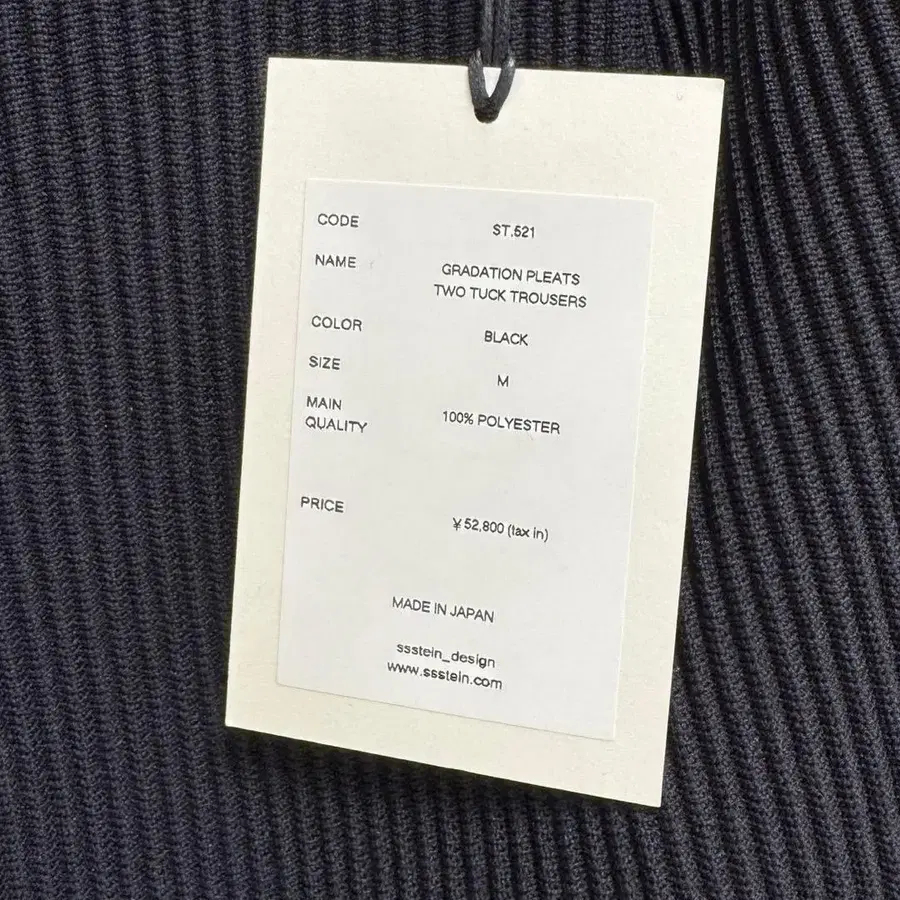 CODE ST.521
NAME GRADATION PLEATS
TWO TUCK TROUSERS
COLOR BLACK
SIZE M
MAIN
QUALITY 100% POLYESTER
PRICE ¥52,800 (tax in)
MADE IN JAPAN
ssstein_design
www.ssstein.com